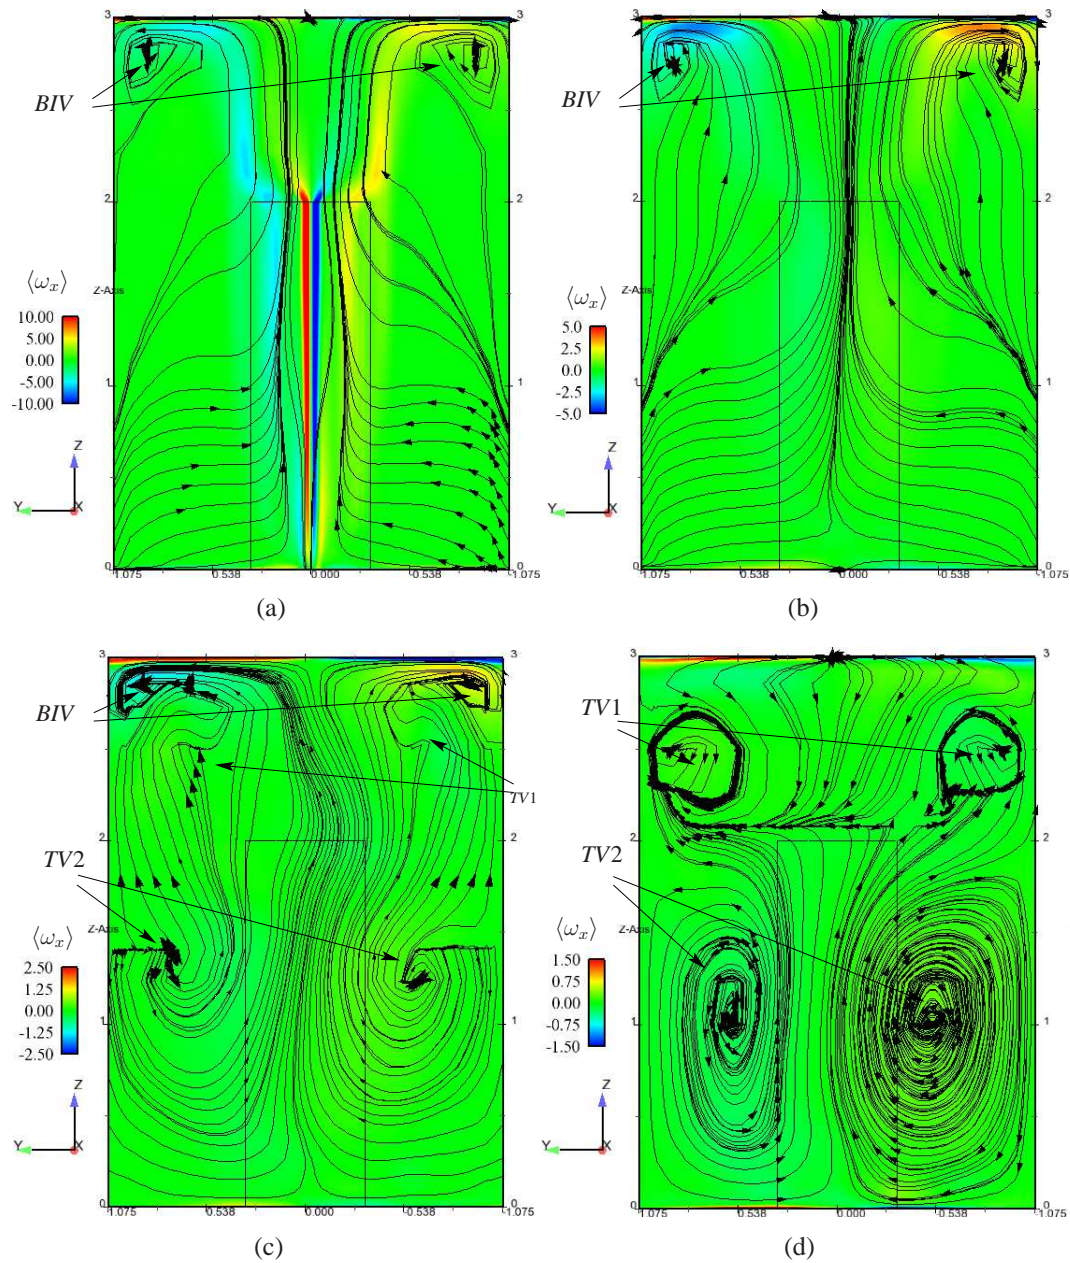 3
3
BIV
2
2
⟨ω_x⟩
Z-Axis
10.00
5.00
0.00
-5.00
-10.00
1
1
Z
Y
X
0
0
1.075
0.538
0.000
-0.538
-1.075
(a)
3
3
BIV
2
2
⟨ω_x⟩
Z-Axis
5.0
2.5
0.0
-2.5
-5.0
1
1
Z
Y
X
0
0
1.075
0.538
0.000
-0.538
-1.075
(b)
3
3
BIV
TV1
2
2
TV2
⟨ω_x⟩
Z-Axis
2.50
1.25
0.00
-1.25
-2.50
1
1
Z
Y
X
0
0
1.075
0.538
0.000
-0.538
-1.075
(c)
3
3
TV1
2
2
TV2
⟨ω_x⟩
Z-Axis
1.50
0.75
0.00
-0.75
-1.50
1
1
Z
Y
X
0
0
1.075
0.538
0.000
-0.538
-1.075
(d)